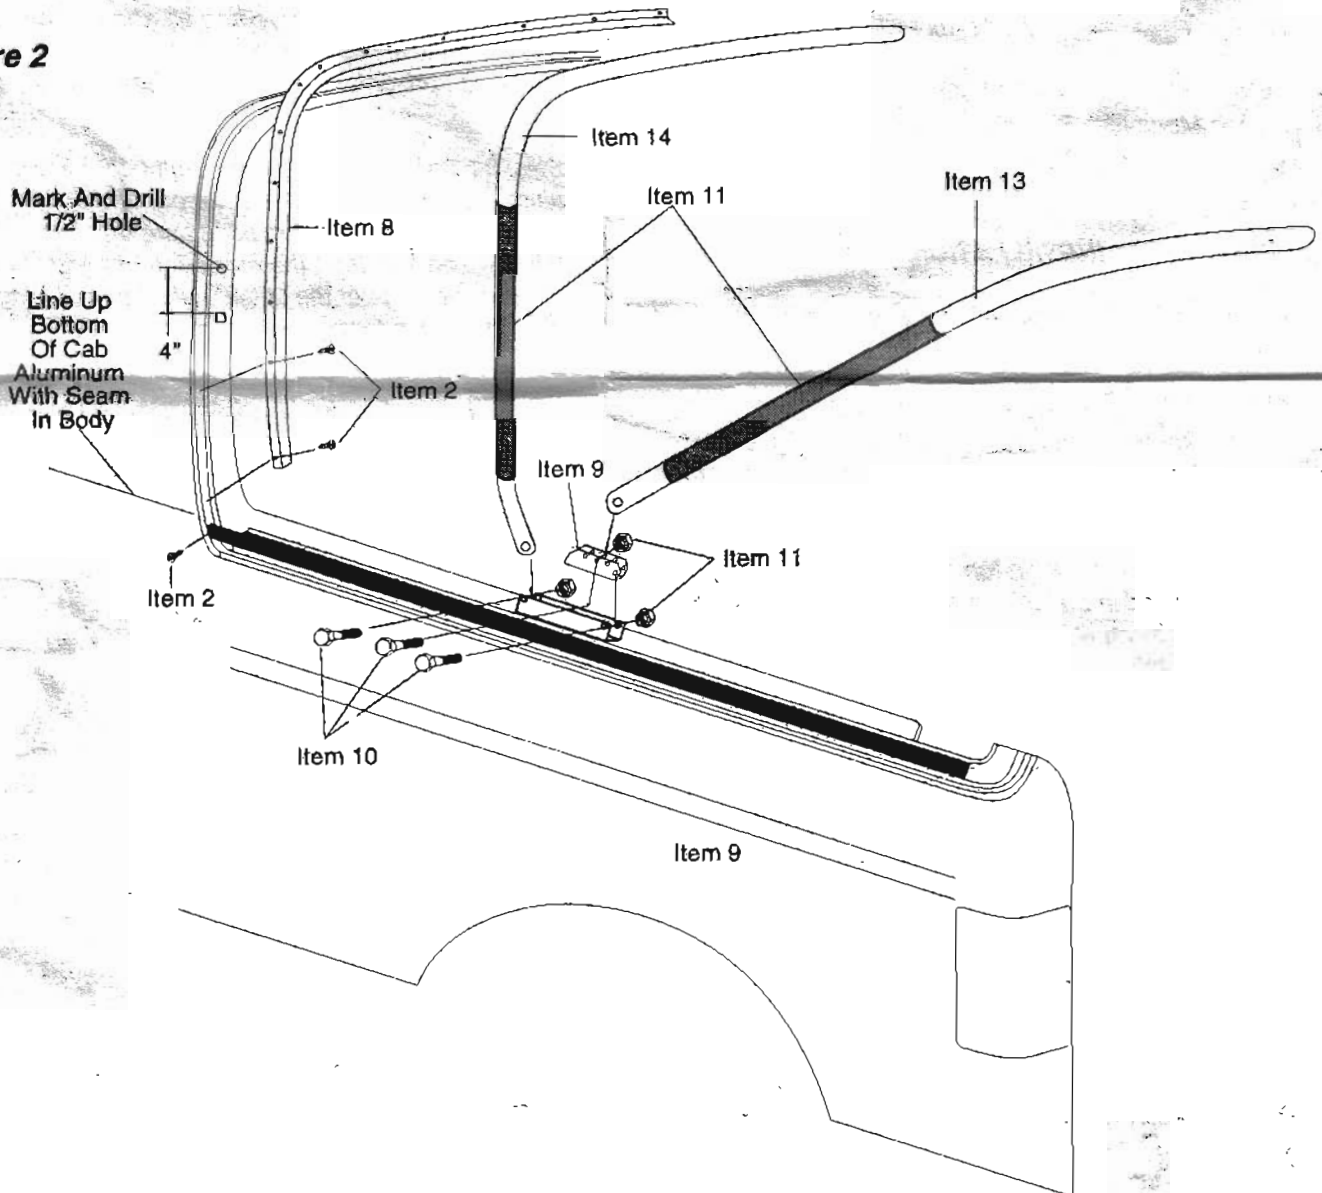 re 2
Item 14
Item 11
Item 13
Mark And Drill
1/2" Hole
Item 8
Line Up
Bottom
Of Cab
Aluminum
With Seam
In Body
4"
Item 2
Item 9
Item 11
Item 2
Item 10
Item 9